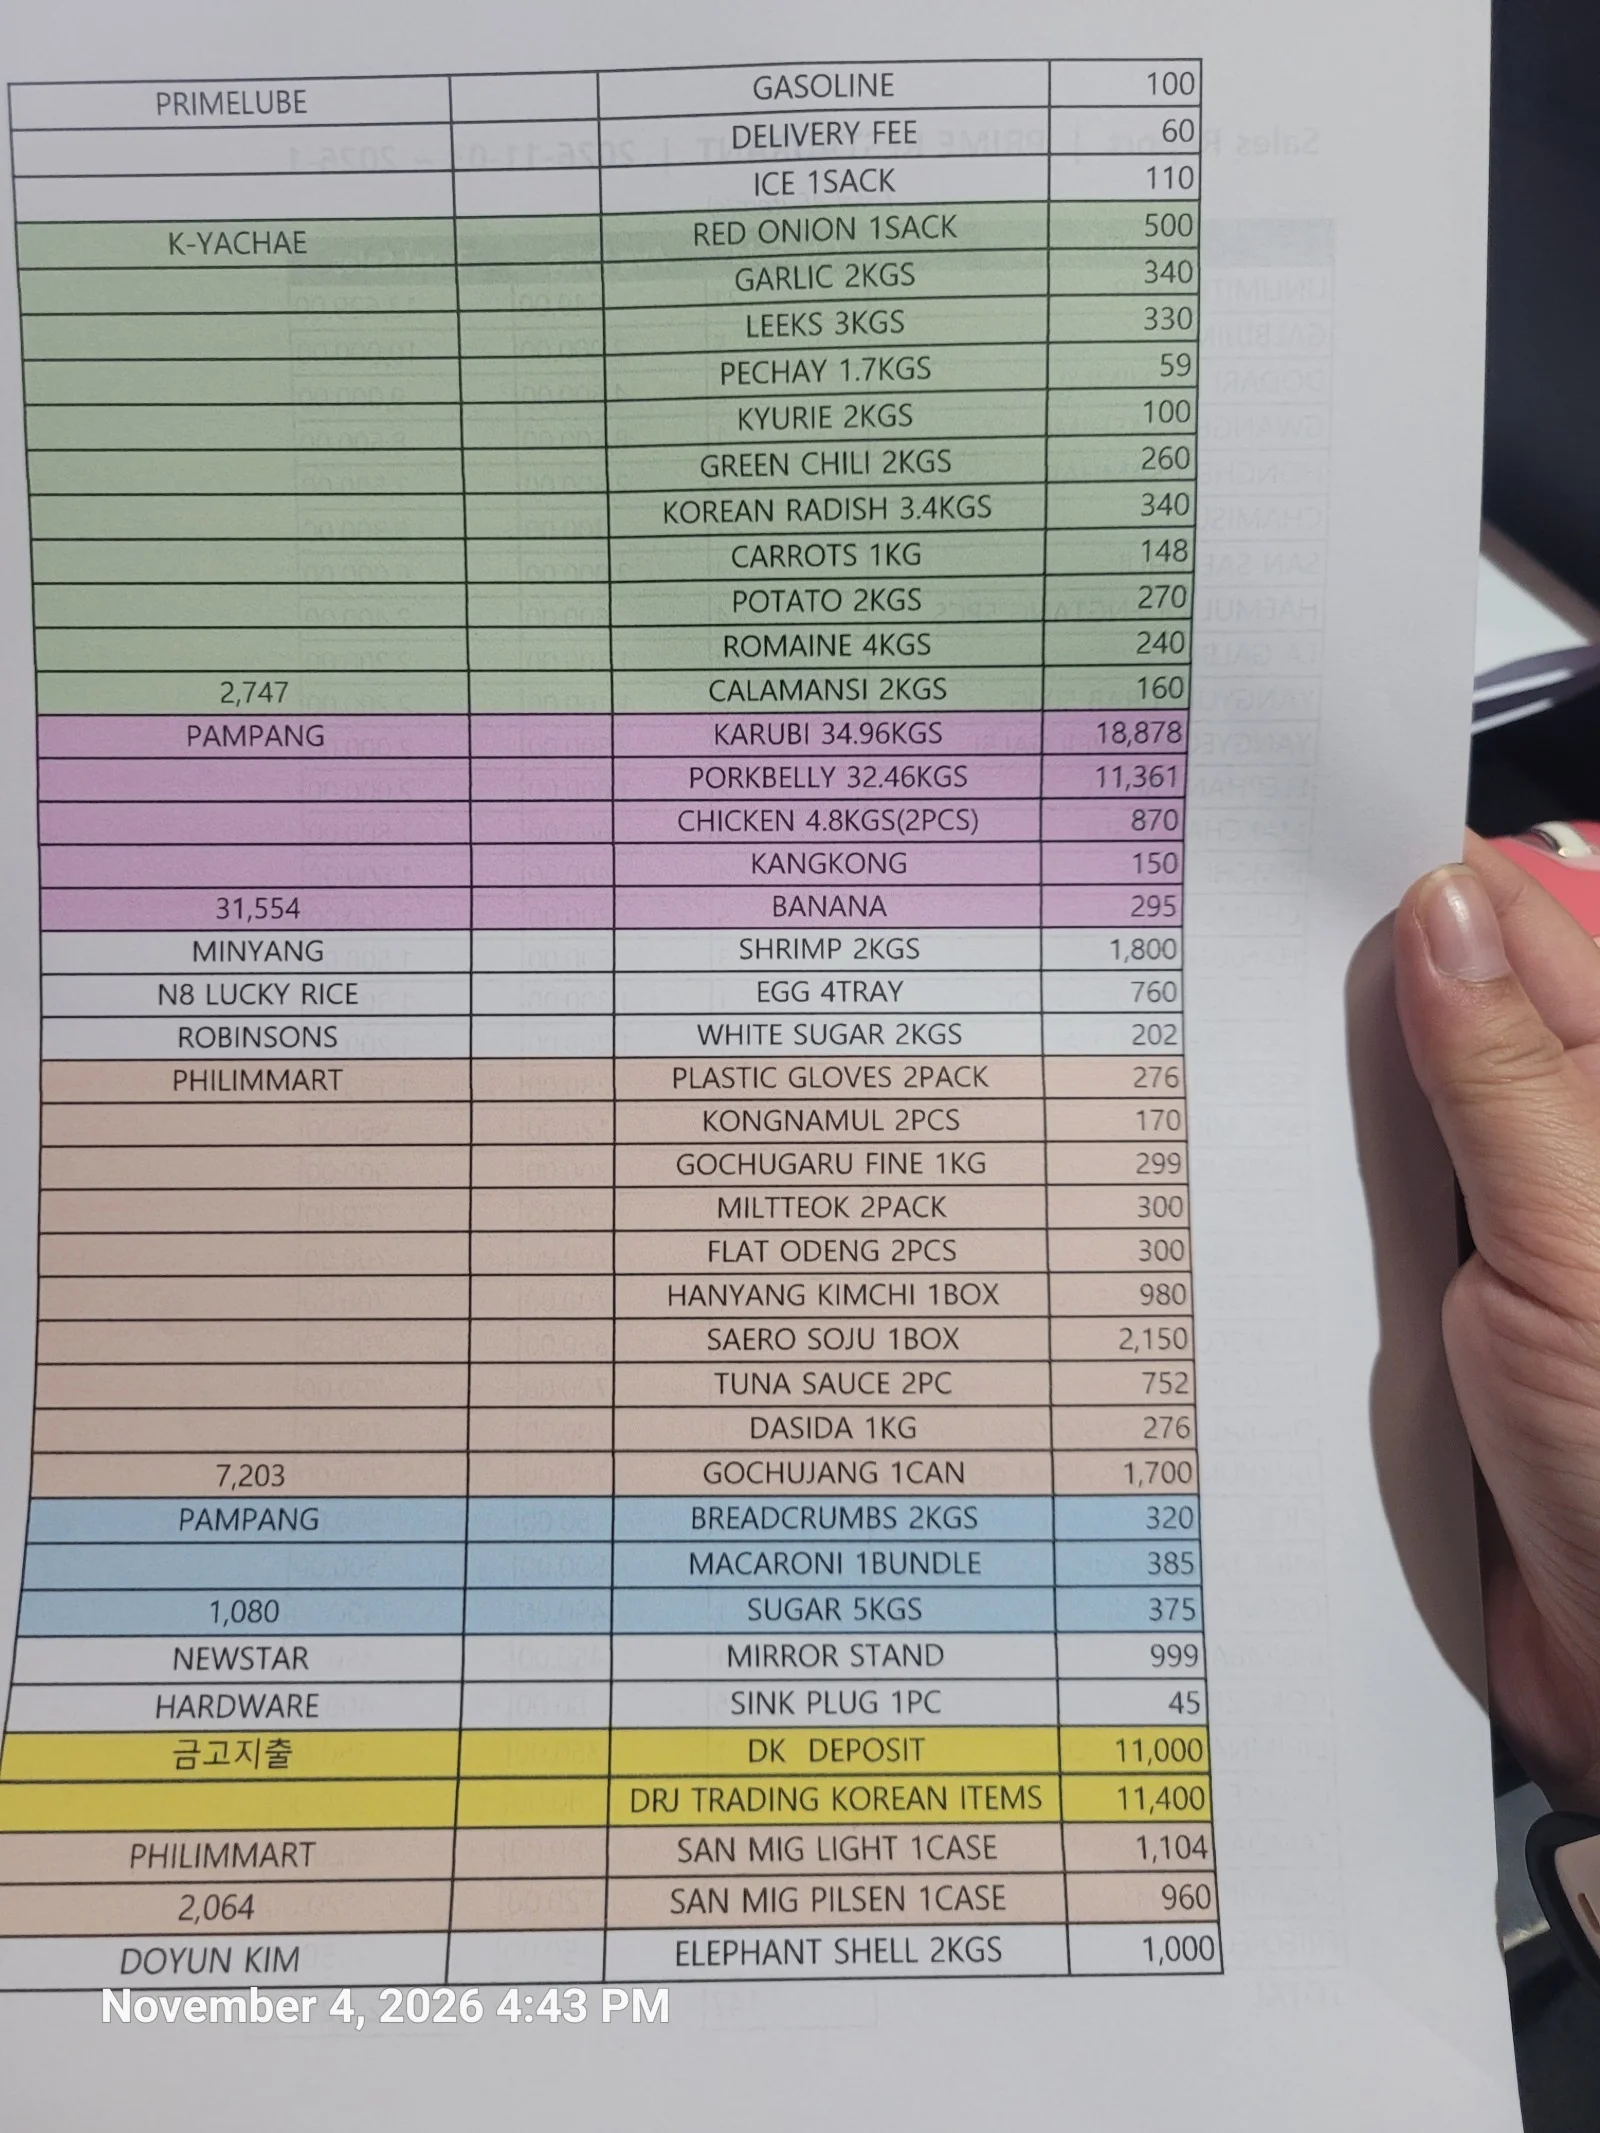 PRIMELUBE GASOLINE 100
DELIVERY FEE 60
ICE 1SACK 110
K-YACHAE RED ONION 1SACK 500
GARLIC 2KGS 340
LEEKS 3KGS 330
PECHAY 1.7KGS 59
KYURIE 2KGS 100
GREEN CHILI 2KGS 260
KOREAN RADISH 3.4KGS 340
CARROTS 1KG 148
POTATO 2KGS 270
ROMAINE 4KGS 240
2,747 CALAMANSI 2KGS 160
PAMPANG KARUBI 34.96KGS 18,878
PORKBELLY 32.46KGS 11,361
CHICKEN 4.8KGS(2PCS) 870
KANGKONG 150
31,554 BANANA 295
MINYANG SHRIMP 2KGS 1,800
N8 LUCKY RICE EGG 4TRAY 760
ROBINSONS WHITE SUGAR 2KGS 202
PHILIMMART PLASTIC GLOVES 2PACK 276
KONGNAMUL 2PCS 170
GOCHUGARU FINE 1KG 299
MILTTEOK 2PACK 300
FLAT ODENG 2PCS 300
HANYANG KIMCHI 1BOX 980
SAERO SOJU 1BOX 2,150
TUNA SAUCE 2PC 752
DASIDA 1KG 276
7,203 GOCHUJANG 1CAN 1,700
PAMPANG BREADCRUMBS 2KGS 320
MACARONI 1BUNDLE 385
1,080 SUGAR 5KGS 375
NEWSTAR MIRROR STAND 999
HARDWARE SINK PLUG 1PC 45
금고지출 DK DEPOSIT 11,000
DRJ TRADING KOREAN ITEMS 11,400
PHILIMMART SAN MIG LIGHT 1CASE 1,104
2,064 SAN MIG PILSEN 1CASE 960
DOYUN KIM ELEPHANT SHELL 2KGS 1,000
November 4, 2026 4:43 PM